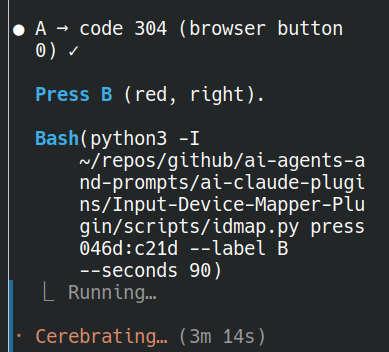 ● A → code 304 (browser button
0) ✓
Press B (red, right).
Bash(python3 -I
~/repos/github/ai-agents-a
nd-prompts/ai-claude-plugi
ns/Input-Device-Mapper-Plu
gin/scripts/idmap.py press
046d:c21d --label B
--seconds 90)
⎿ Running…
· Cerebrating… (3m 14s)